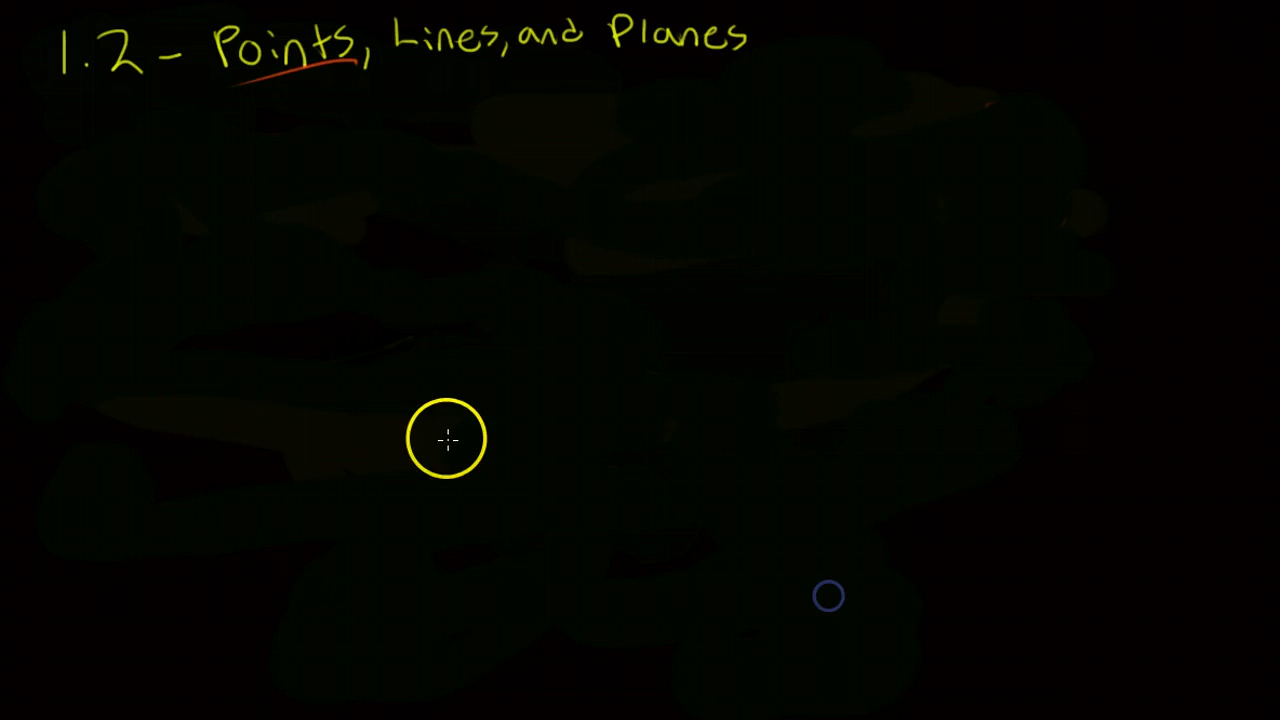 1.2 - Points, Lines, and Planes